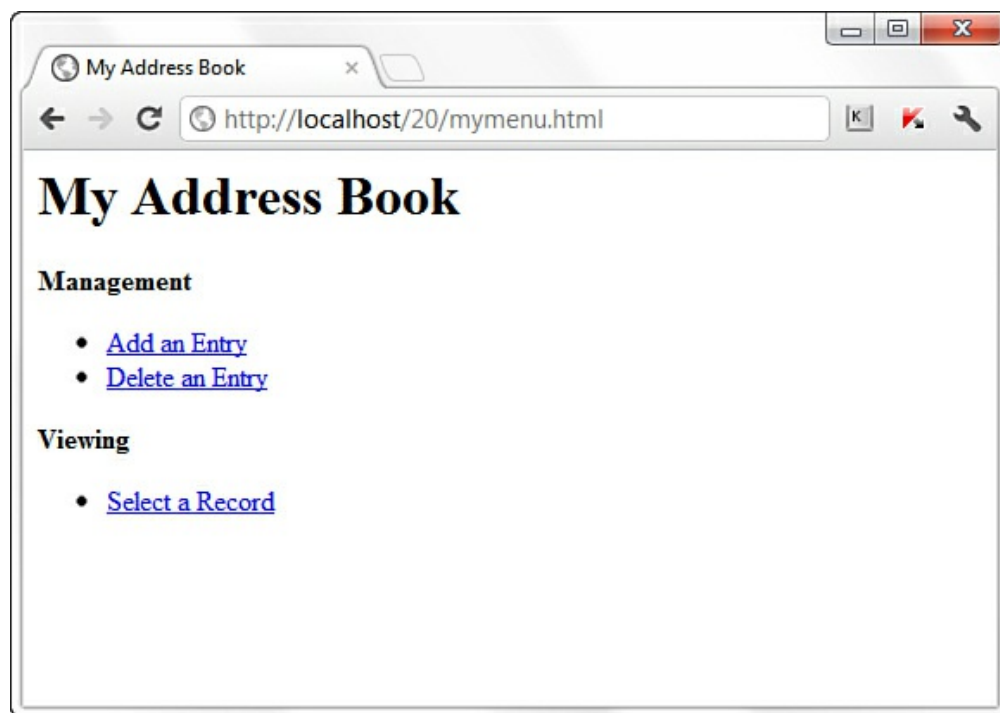 My Address Book
http://localhost/20/mymenu.html
K
My Address Book
Management
Add an Entry
Delete an Entry
Viewing
Select a Record